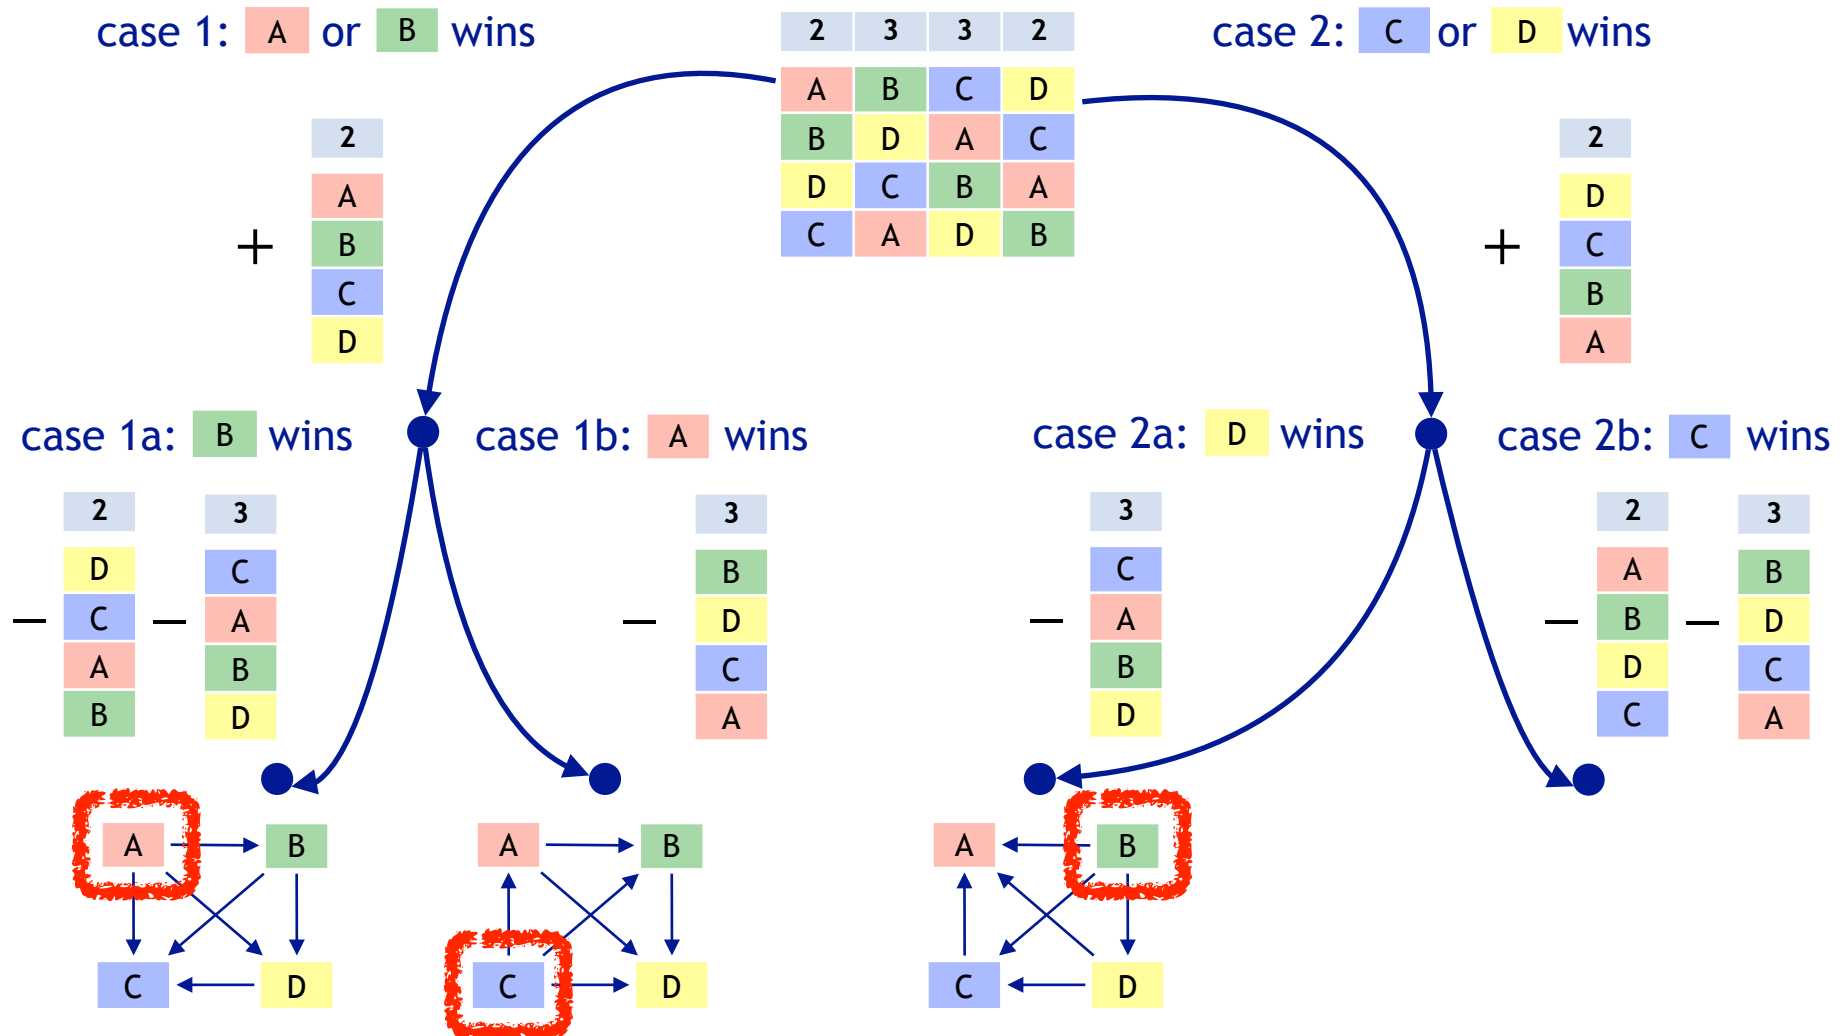 case 1: A or B wins
2 3 3 2
case 2: C or D wins
A B C D
B D A C
D C B A
C A D B
2
A
+ B
C
D
2
D
+ C
B
A
case 1a: B wins
case 1b: A wins
case 2a: D wins
case 2b: C wins
2 3
D C
− C − A
A B
B D
3
B
− D
C
A
3
C
− A
B
D
2 3
A B
− B − D
D C
C A
A B
C D
A B
C D
A B
C D